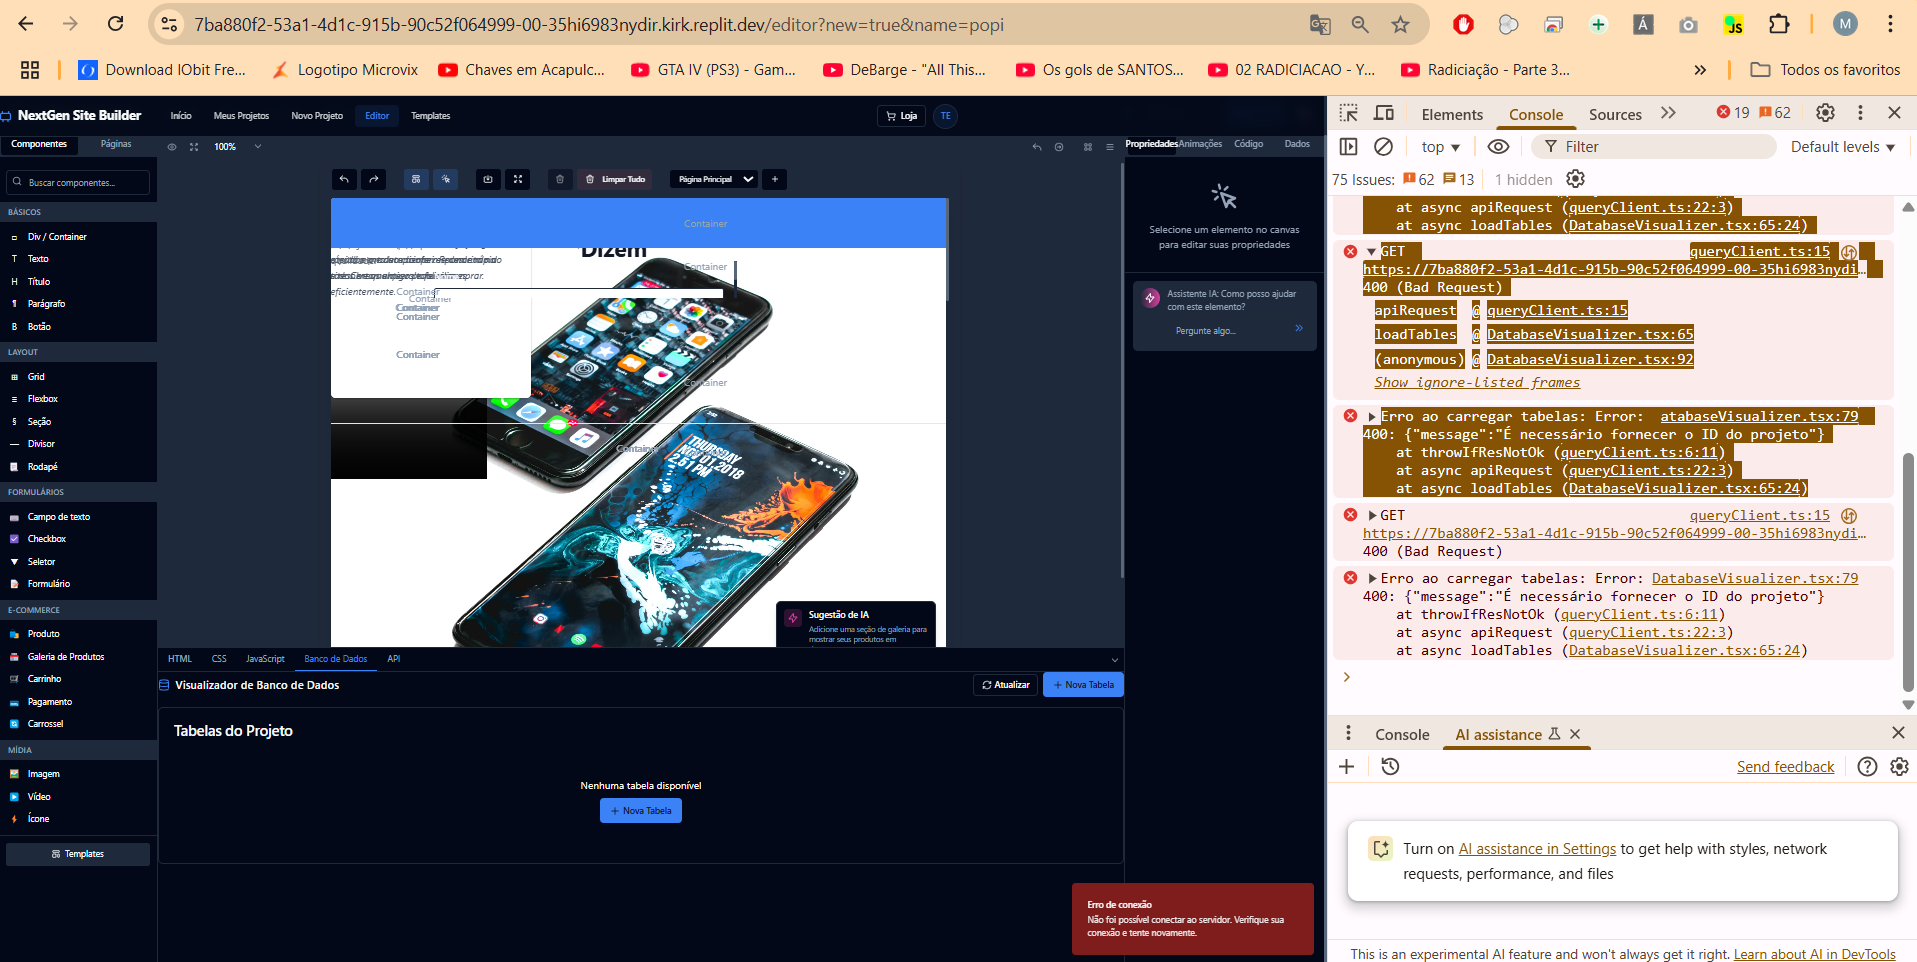 7ba880f2-53a1-4d1c-915b-90c52f064999-00-35hi6983nydir.kirk.replit.dev/editor?new=true&name=popi
M
Download IObit Fre...
Logotipo Microvix
Chaves em Acapulc...
GTA IV (PS3) - Gam...
DeBarge - "All This...
Os gols de SANTOS...
02 RADICIACAO - Y...
Radiciação - Parte 3...
Todos os favoritos
NextGen Site Builder
Início
Meus Projetos
Novo Projeto
Editor
Templates
Loja
TE
Componentes
Páginas
100%
Buscar componentes...
BÁSICOS
Div / Container
T Texto
H Título
¶ Parágrafo
B Botão
LAYOUT
Grid
Flexbox
§ Seção
Divisor
Rodapé
FORMULÁRIOS
Campo de texto
Checkbox
Seletor
Formulário
E-COMMERCE
Produto
Galeria de Produtos
Carrinho
Pagamento
Carrossel
MÍDIA
Imagem
Vídeo
Ícone
Templates
Limpar Tudo
Página Principal
Container
Dizem
Container
eficientemente.
Container
Container
Container
Container
Container
Container
Container
THURSDAY
NOV 01,2018
2:51 PM
Sugestão de IA
Adicione uma seção de galeria para
mostrar seus produtos em
Propriedades
Animações
Código
Dados
Selecione um elemento no canvas
para editar suas propriedades
Assistente IA: Como posso ajudar
com este elemento?
Pergunte algo...
HTML
CSS
JavaScript
Banco de Dados
API
Visualizador de Banco de Dados
Atualizar
+ Nova Tabela
Tabelas do Projeto
Nenhuma tabela disponível
+ Nova Tabela
Erro de conexão
Não foi possível conectar ao servidor. Verifique sua
conexão e tente novamente.
Elements
Console
Sources
19
62
top
Filter
Default levels
75 Issues: 62 13
1 hidden
at async apiRequest (queryClient.ts:22:3)
at async loadTables (DatabaseVisualizer.tsx:65:24)
GET queryClient.ts:15
https://7ba880f2-53a1-4d1c-915b-90c52f064999-00-35hi6983nydi…
400 (Bad Request)
apiRequest @ queryClient.ts:15
loadTables @ DatabaseVisualizer.tsx:65
(anonymous) @ DatabaseVisualizer.tsx:92
Show ignore-listed frames
Erro ao carregar tabelas: Error: atabaseVisualizer.tsx:79
400: {"message":"É necessário fornecer o ID do projeto"}
at throwIfResNotOk (queryClient.ts:6:11)
at async apiRequest (queryClient.ts:22:3)
at async loadTables (DatabaseVisualizer.tsx:65:24)
GET queryClient.ts:15
https://7ba880f2-53a1-4d1c-915b-90c52f064999-00-35hi6983nydi…
400 (Bad Request)
Erro ao carregar tabelas: Error: DatabaseVisualizer.tsx:79
400: {"message":"É necessário fornecer o ID do projeto"}
at throwIfResNotOk (queryClient.ts:6:11)
at async apiRequest (queryClient.ts:22:3)
at async loadTables (DatabaseVisualizer.tsx:65:24)
Console
AI assistance
Send feedback
Turn on AI assistance in Settings to get help with styles, network
requests, performance, and files
This is an experimental AI feature and won't always get it right. Learn about AI in DevTools